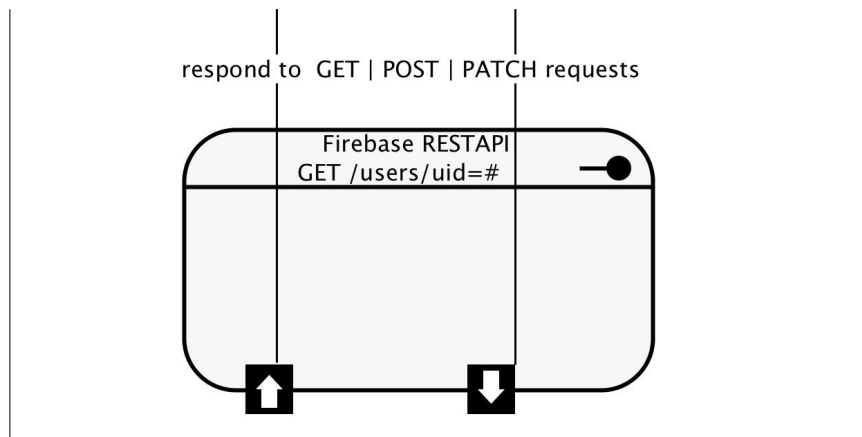 respond to GET | POST | PATCH requests
Firebase RESTAPI
GET /users/uid=#